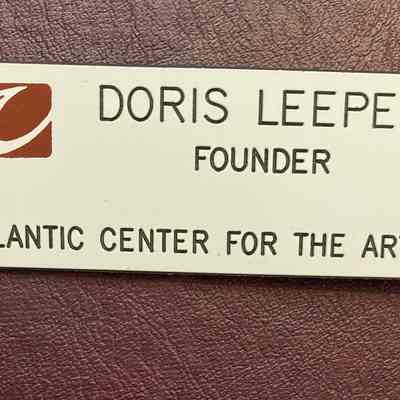 DORIS LEEPE
FOUNDER
LANTIC CENTER FOR THE AR